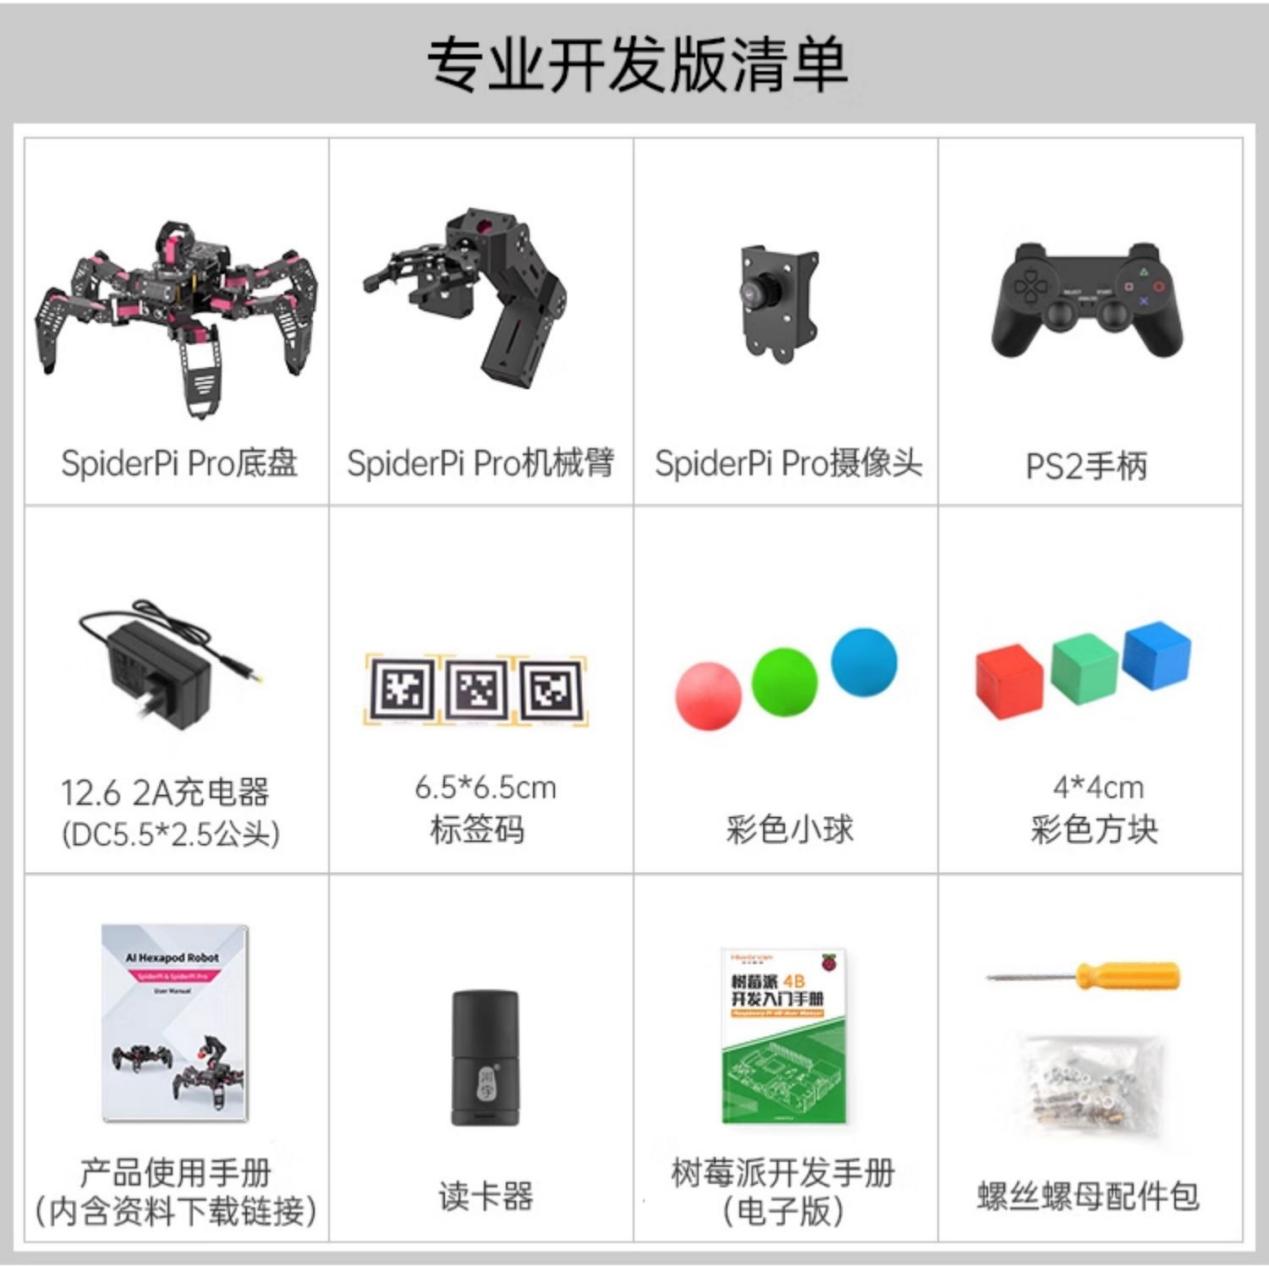 专业开发版清单
SpiderPi Pro底盘
SpiderPi Pro机械臂
SpiderPi Pro摄像头
SELECT
START
PS2手柄
12.6 2A充电器
(DC5.5*2.5公头)
6.5*6.5cm
标签码
彩色小球
4*4cm
彩色方块
AI Hexapod Robot
SpiderPi & SpiderPi Pro
User Manual
产品使用手册
(内含资料下载链接)
川宇
读卡器
树莓派 4B
开发入门手册
Raspberry Pi 4B User Manual
树莓派开发手册
(电子版)
螺丝螺母配件包